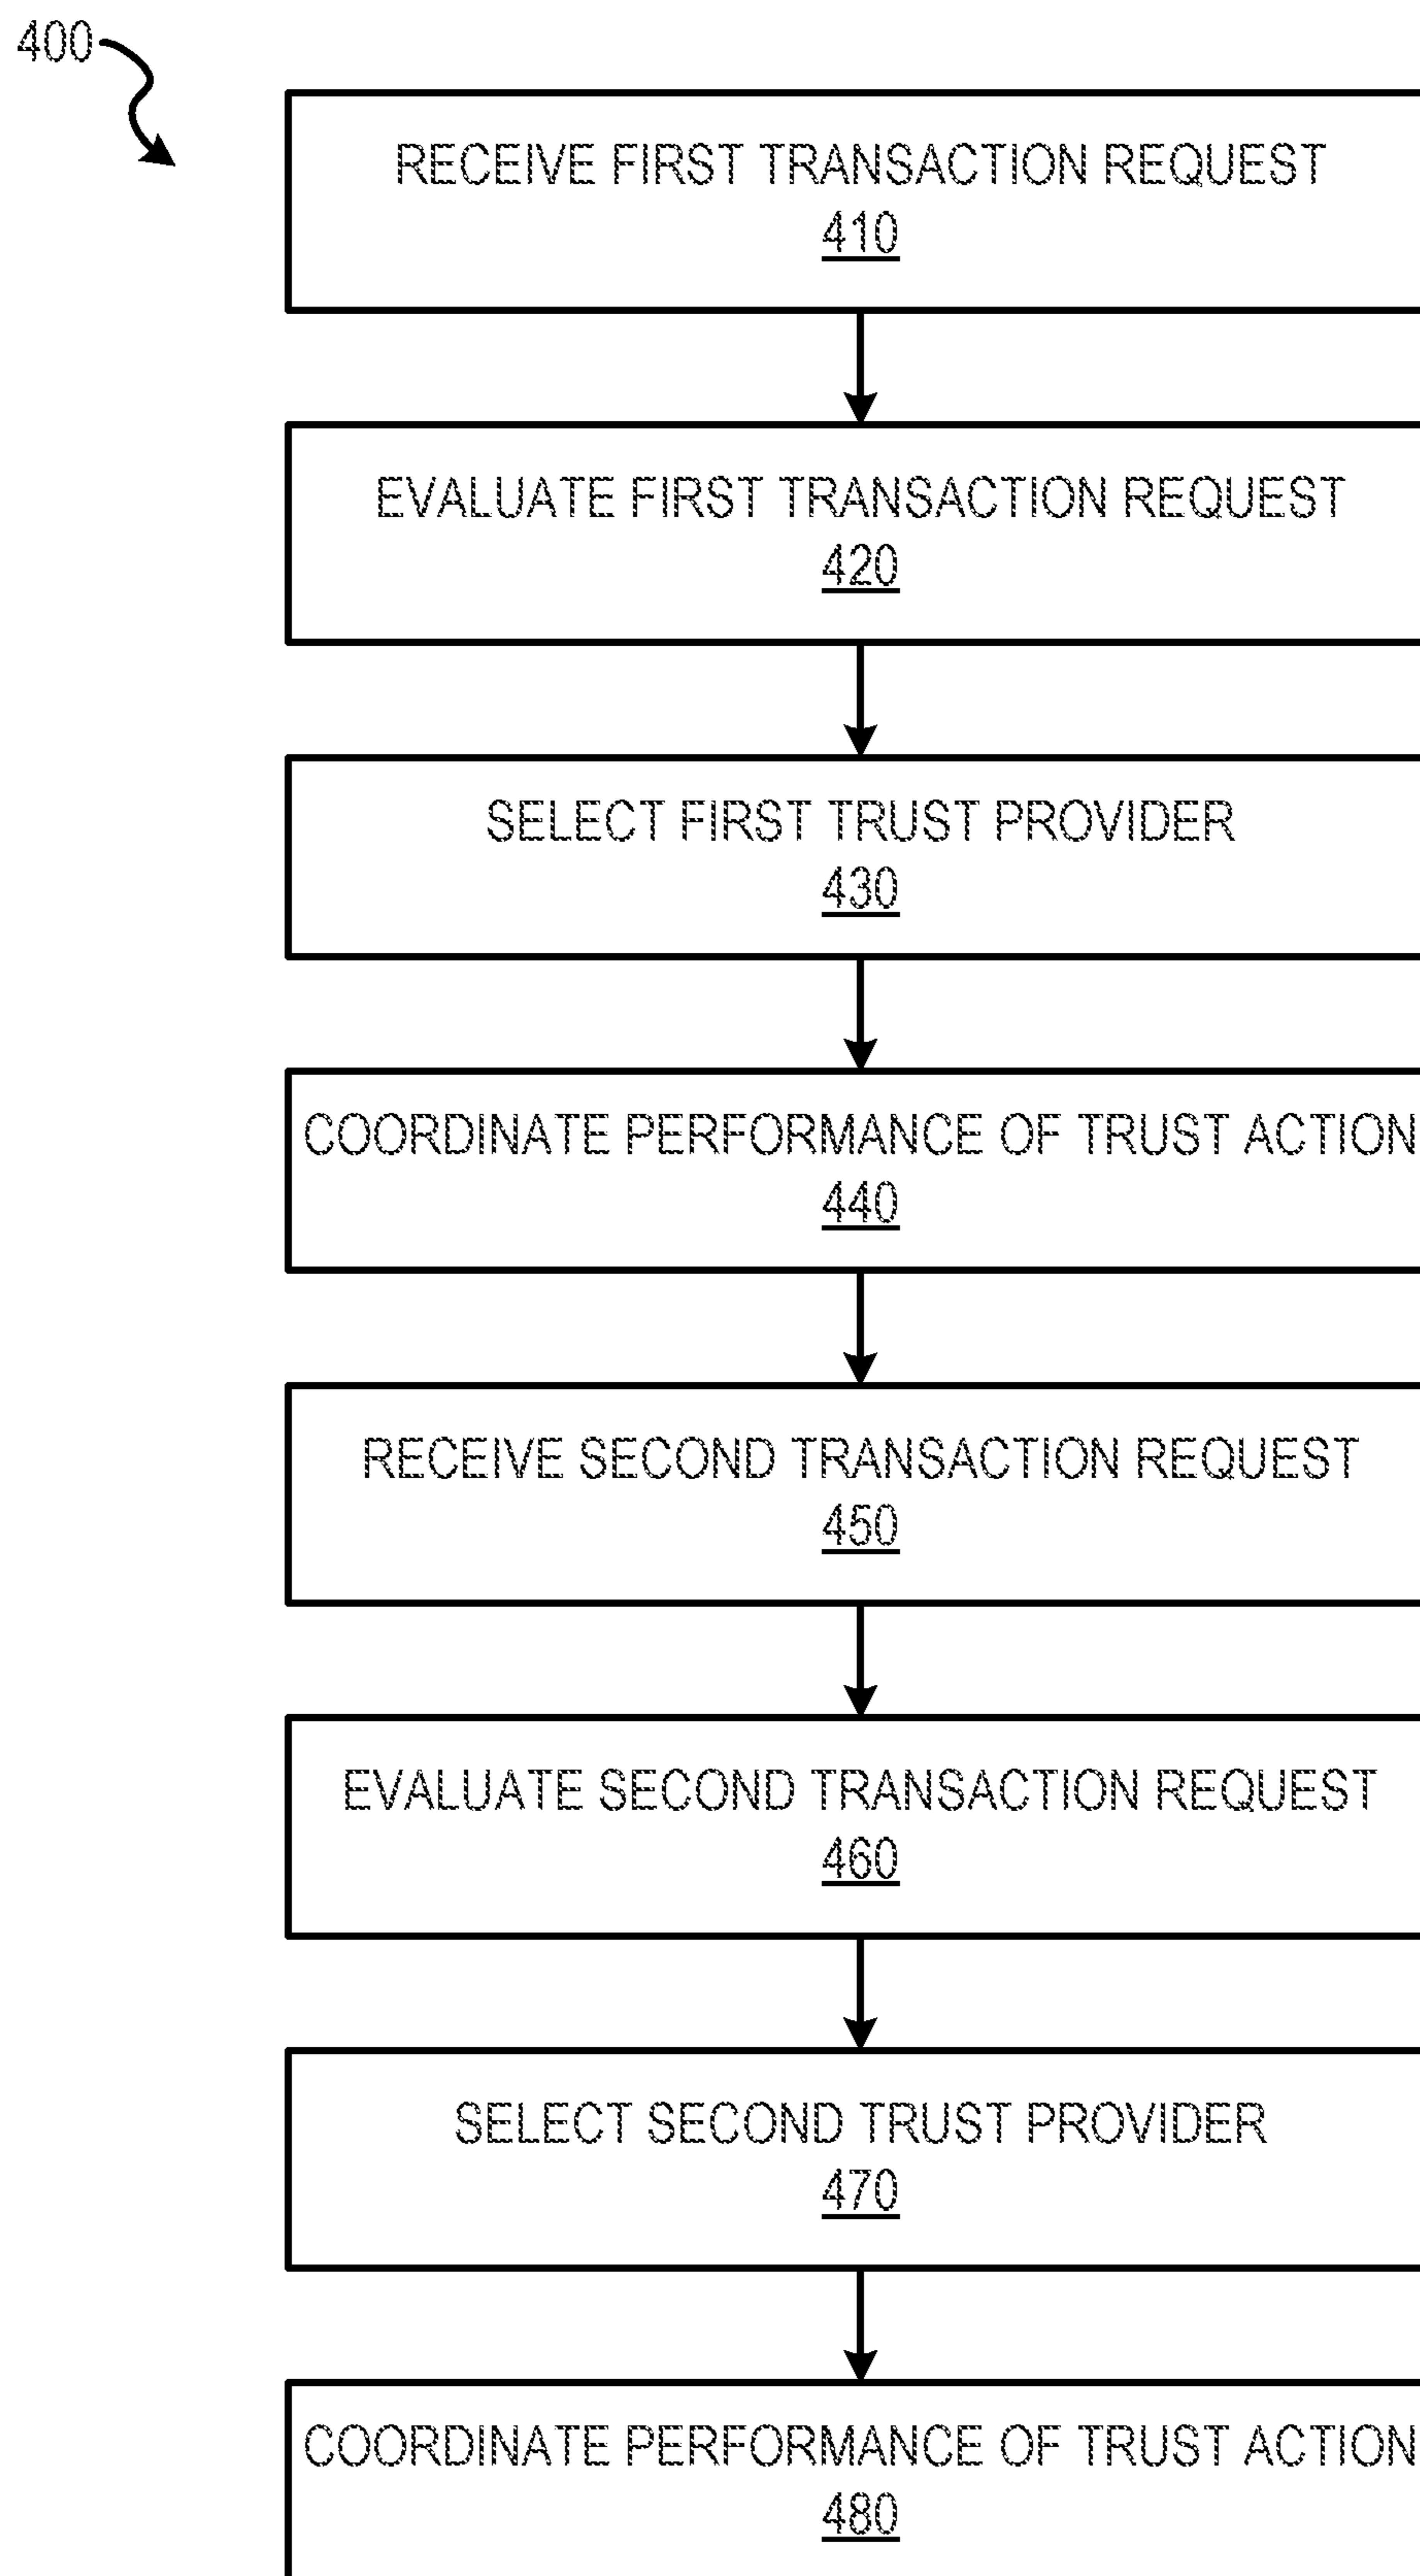 400
RECEIVE FIRST TRANSACTION REQUEST
410
EVALUATE FIRST TRANSACTION REQUEST
420
SELECT FIRST TRUST PROVIDER
430
COORDINATE PERFORMANCE OF TRUST ACTION
440
RECEIVE SECOND TRANSACTION REQUEST
450
EVALUATE SECOND TRANSACTION REQUEST
460
SELECT SECOND TRUST PROVIDER
470
COORDINATE PERFORMANCE OF TRUST ACTION
480